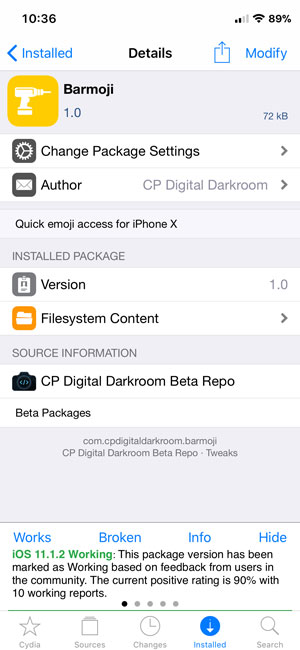 10:36
89%
Installed
Details
Modify
Barmoji
1.0
72 kB
Change Package Settings
Author
CP Digital Darkroom
Quick emoji access for iPhone X
INSTALLED PACKAGE
Version
1.0
Filesystem Content
SOURCE INFORMATION
CP Digital Darkroom Beta Repo
Beta Packages
com.cpdigitaldarkroom.barmoji
CP Digital Darkroom Beta Repo · Tweaks
Works
Broken
Info
Hide
iOS 11.1.2 Working: This package version has been
marked as Working based on feedback from users in
the community. The current positive rating is 90% with
10 working reports.
Cydia
Sources
Changes
Installed
Search